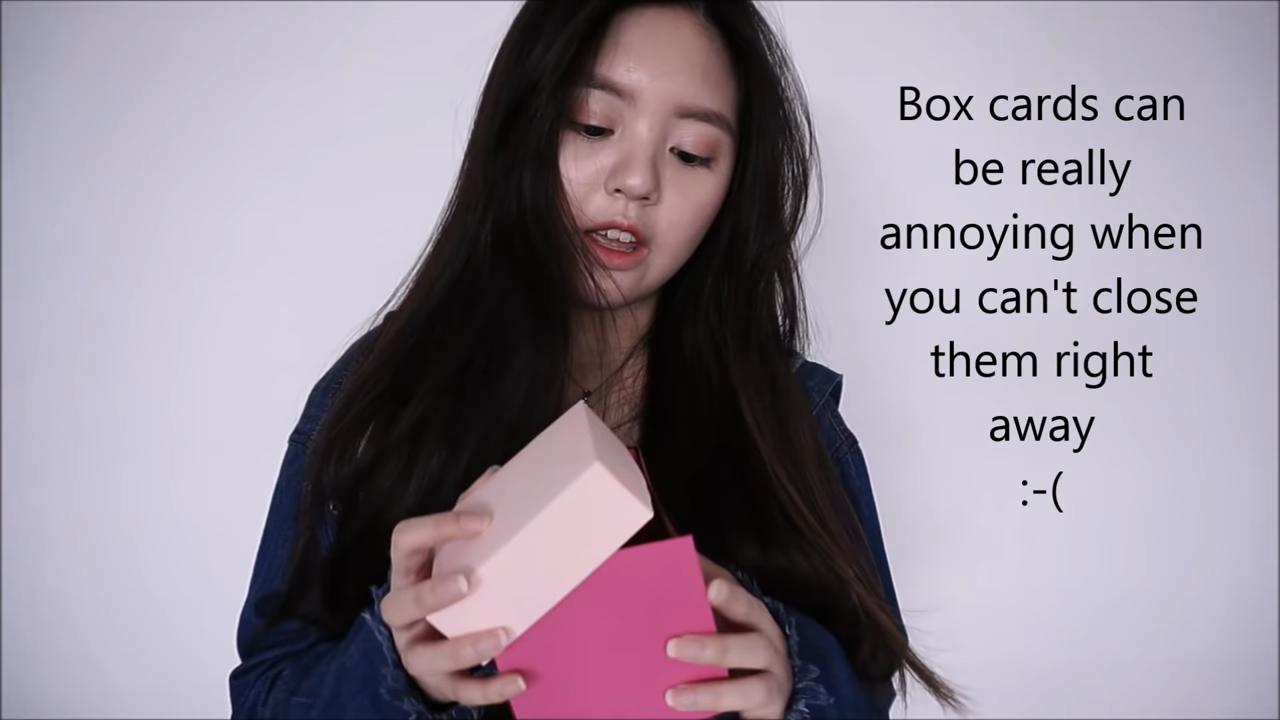 Box cards can
be really
annoying when
you can't close
them right
away
:-(